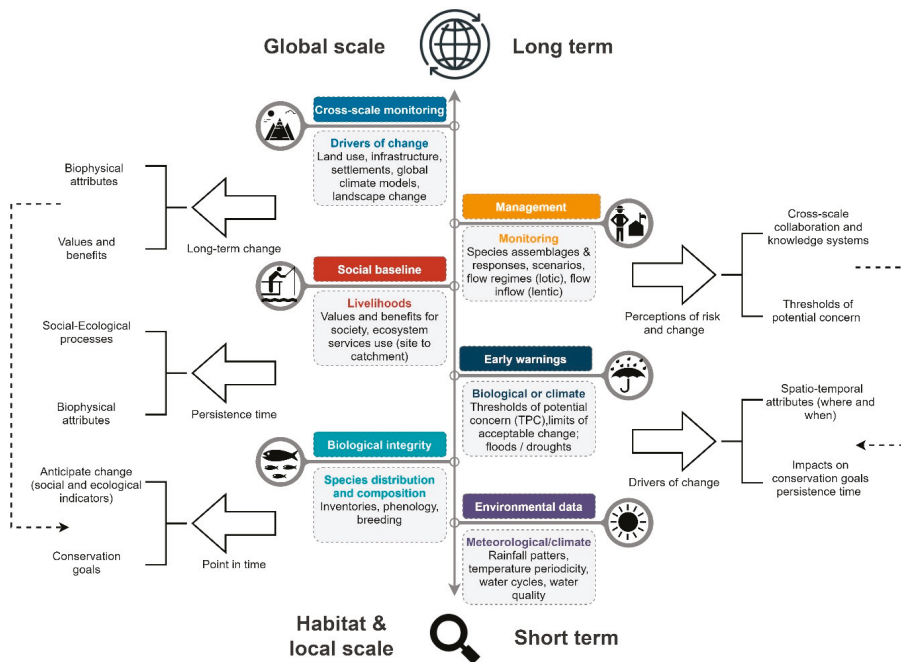 Global scale
Long term
Cross-scale monitoring
Drivers of change
Land use, infrastructure,
settlements, global
climate models,
landscape change
Biophysical
attributes
Values and
benefits
Long-term change
Management
Monitoring
Species assemblages &
responses, scenarios,
flow regimes (lotic), flow
inflow (lentic)
Cross-scale
collaboration and
knowledge systems
Thresholds of
potential concern
Perceptions of risk
and change
Social baseline
Livelihoods
Values and benefits for
society, ecosystem
services use (site to
catchment)
Social-Ecological
processes
Biophysical
attributes
Persistence time
Early warnings
Biological or climate
Thresholds of potential
concern (TPC),limits of
acceptable change;
floods / droughts
Spatio-temporal
attributes (where and
when)
Impacts on
conservation goals
persistence time
Drivers of change
Biological integrity
Species distribution
and composition
Inventories, phenology,
breeding
Anticipate change
(social and ecological
indicators)
Conservation
goals
Point in time
Environmental data
Meteorological/climate
Rainfall patters,
temperature periodicity,
water cycles, water
quality
Habitat &
local scale
Short term